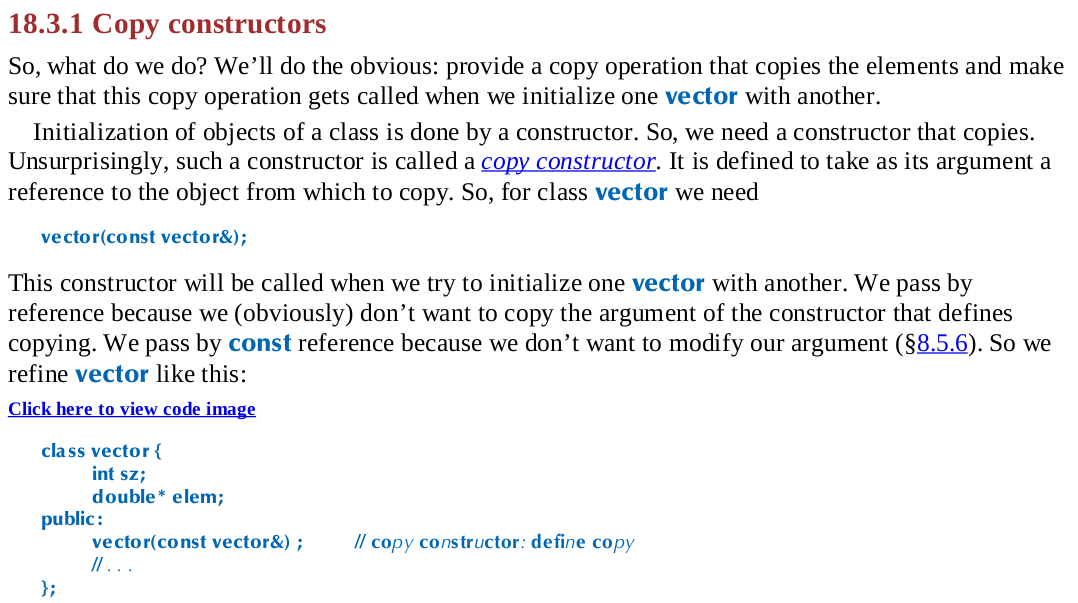 18.3.1 Copy constructors
So, what do we do? We’ll do the obvious: provide a copy operation that copies the elements and make
sure that this copy operation gets called when we initialize one vector with another.
Initialization of objects of a class is done by a constructor. So, we need a constructor that copies.
Unsurprisingly, such a constructor is called a copy constructor. It is defined to take as its argument a
reference to the object from which to copy. So, for class vector we need
vector(const vector&);
This constructor will be called when we try to initialize one vector with another. We pass by
reference because we (obviously) don’t want to copy the argument of the constructor that defines
copying. We pass by const reference because we don’t want to modify our argument (§8.5.6). So we
refine vector like this:
Click here to view code image
class vector {
int sz;
double* elem;
public:
vector(const vector&) ; // copy constructor: define copy
// . . .
};